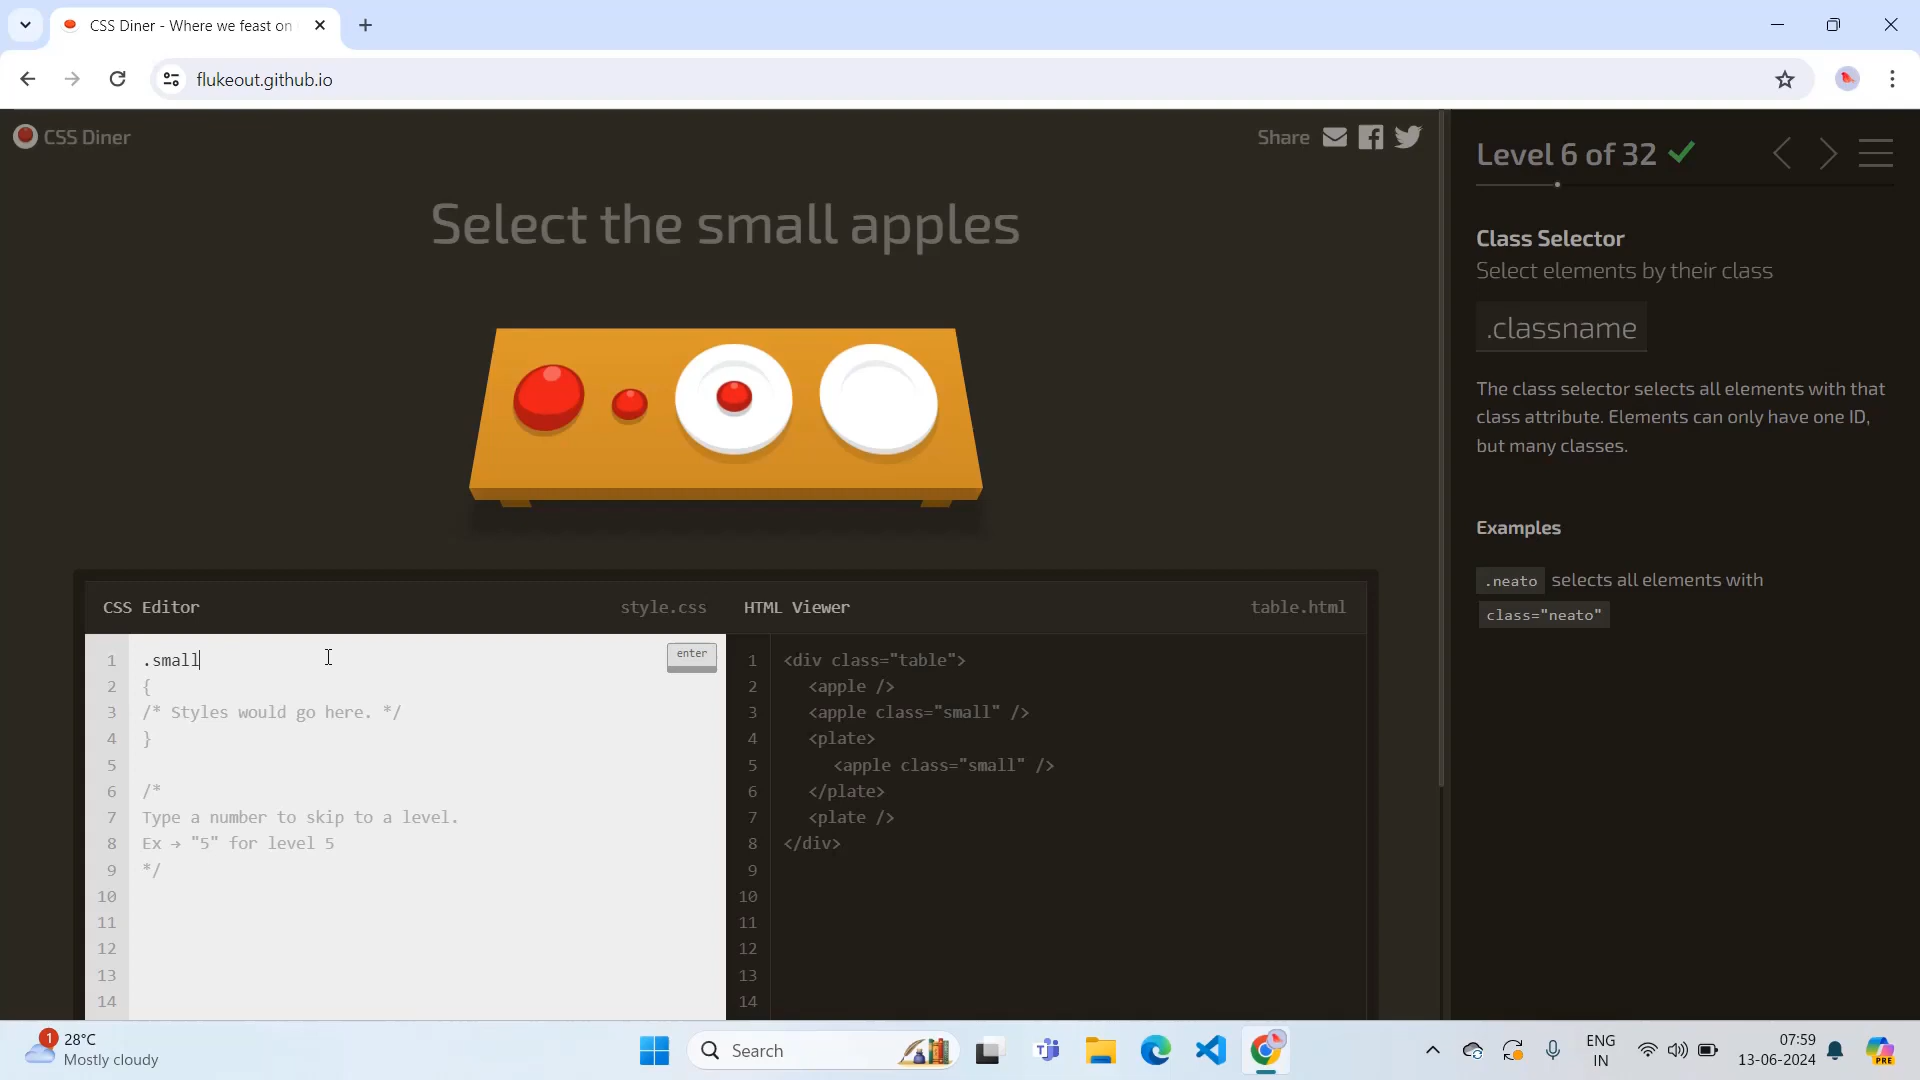 CSS Diner - Where we feast on
flukeout.github.io
CSS Diner
Share
Level 6 of 32
Select the small apples
Class Selector
Select elements by their class
.classname
The class selector selects all elements with that
class attribute. Elements can only have one ID,
but many classes.
Examples
.neato selects all elements with
class="neato"
CSS Editor
style.css
HTML Viewer
table.html
enter
1 .small
2 {
3 /* Styles would go here. */
4 }
5
6 /*
7 Type a number to skip to a level.
8 Ex → "5" for level 5
9 */
10
11
12
13
14
1 <div class="table">
2 <apple />
3 <apple class="small" />
4 <plate>
5 <apple class="small" />
6 </plate>
7 <plate />
8 </div>
9
10
11
12
13
14
1
28°C
Mostly cloudy
Search
ENG
IN
07:59
13-06-2024
PRE